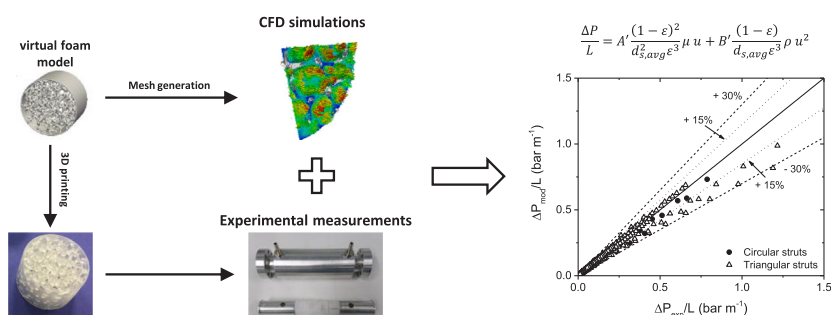 CFD simulations
virtual foam
model
Mesh generation
3D printing
Experimental measurements
ΔP/L = A′ (1 − ε)²/(d²s,avg ε³) μ u + B′ (1 − ε)/(ds,avg ε³) ρ u²
1.5
1.0
0.5
0.0
0.0
0.5
1.0
1.5
+ 30%
+ 15%
- 30%
+ 15%
Circular struts
Triangular struts
ΔPmod/L (bar m⁻¹)
ΔPexp/L (bar m⁻¹)